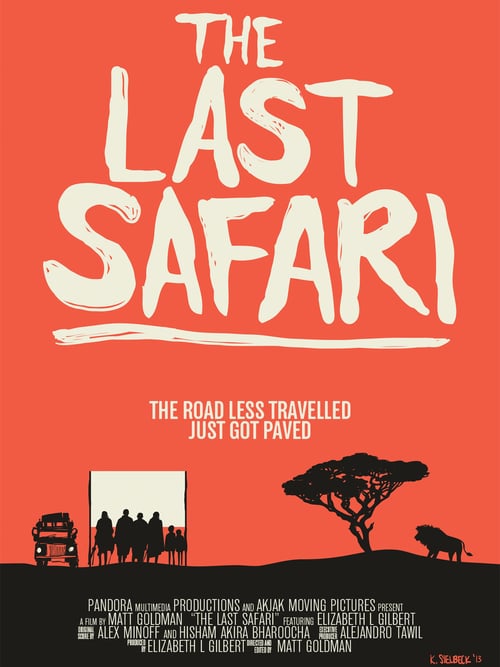 THE
LAST
SAFARI
THE ROAD LESS TRAVELLED
JUST GOT PAVED
PANDORA MULTIMEDIA PRODUCTIONS AND AKJAK MOVING PICTURES PRESENT
A FILM BY MATT GOLDMAN "THE LAST SAFARI" FEATURING ELIZABETH L GILBERT
ORIGINAL SCORE BY ALEX MINOFF AND HISHAM AKIRA BHAROOCHA EXECUTIVE PRODUCER ALEJANDRO TAWIL
PRODUCED BY ELIZABETH L GILBERT DIRECTED AND EDITED BY MATT GOLDMAN
K. SIELBECK '13